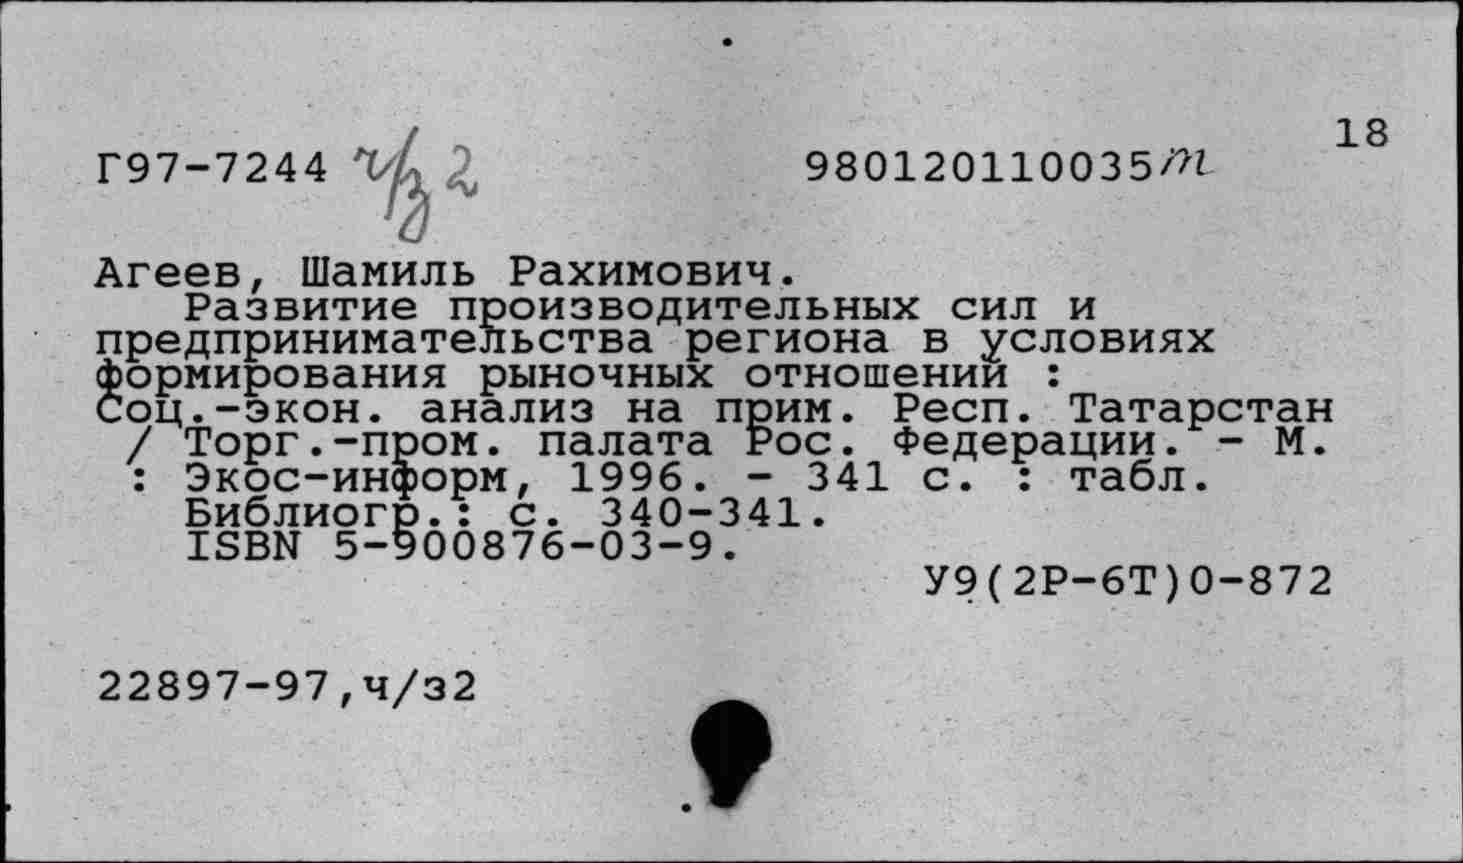 18
Г97-7244 ч/з 2 980120110035m
Агеев, Шамиль Рахимович.
Развитие производительных сил и
предпринимательства региона в условиях
формирования рыночных отношений :
Соц.-экон. анализ на прим. Респ. Татарстан
/ Торг.-пром. палата Рос. Федерации. - М.
: Экос-информ, 1996. - 341 с. : табл.
Библиогр.: с. 340-341.
ISBN 5-900876-03-9.
У9(2Р-6Т)0-872
22897-97,ч/з2